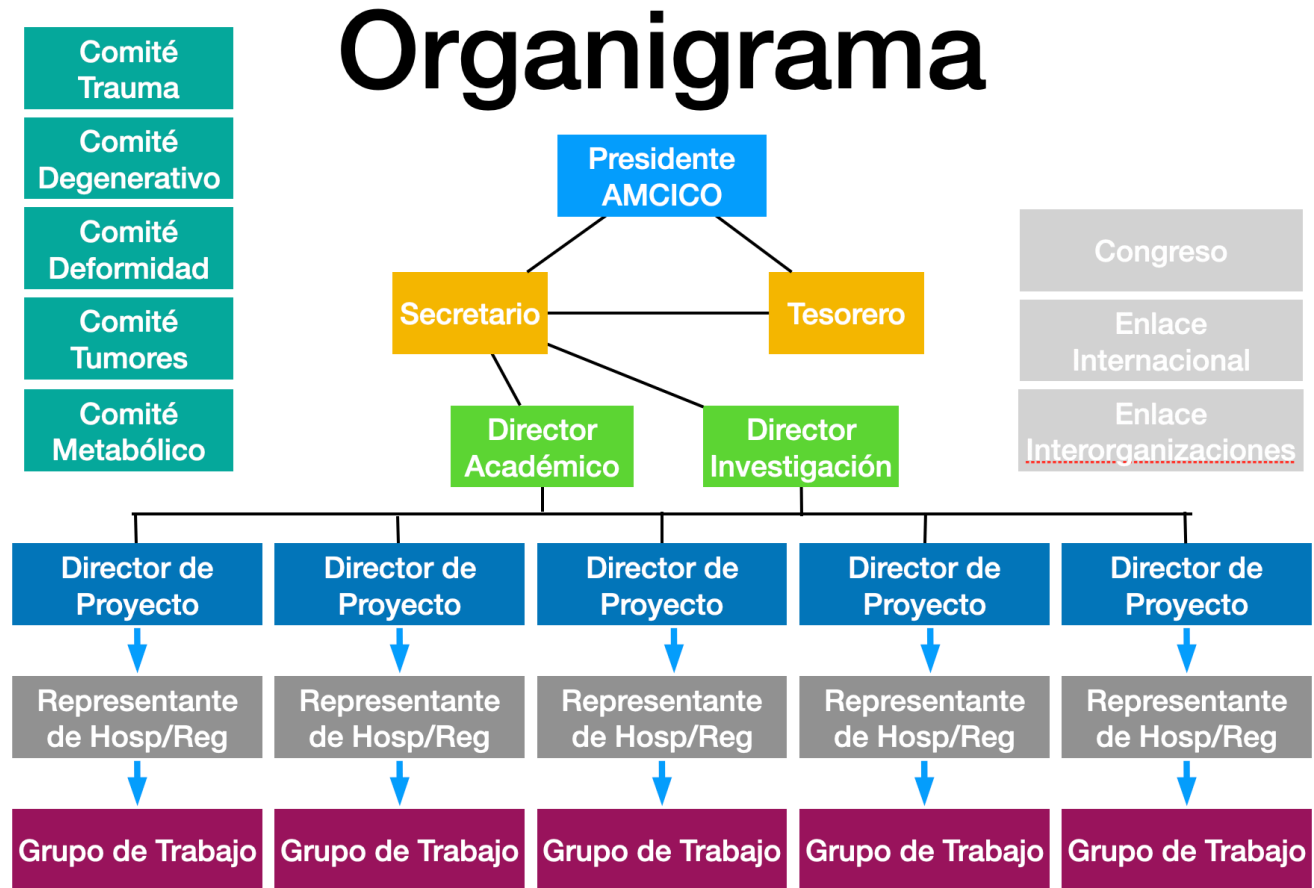 Organigrama
Comité
Trauma
Comité
Degenerativo
Comité
Deformidad
Comité
Tumores
Comité
Metabólico
Presidente
AMCICO
Secretario
Tesorero
Director
Académico
Director
Investigación
Congreso
Enlace
Internacional
Enlace
Interorganizaciones
Director de
Proyecto
Director de
Proyecto
Director de
Proyecto
Director de
Proyecto
Director de
Proyecto
Representante
de Hosp/Reg
Representante
de Hosp/Reg
Representante
de Hosp/Reg
Representante
de Hosp/Reg
Representante
de Hosp/Reg
Grupo de Trabajo
Grupo de Trabajo
Grupo de Trabajo
Grupo de Trabajo
Grupo de Trabajo